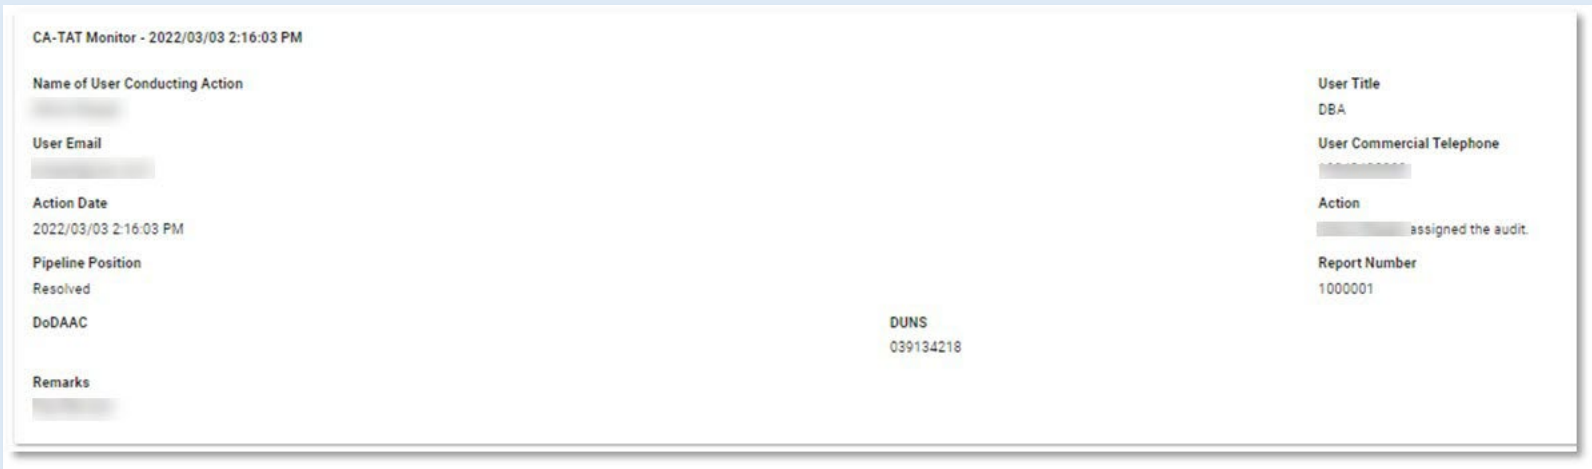 CA-TAT Monitor - 2022/03/03 2:16:03 PM
Name of User Conducting Action
User Title
DBA
User Email
User Commercial Telephone
Action Date
2022/03/03 2:16:03 PM
Action
assigned the audit.
Pipeline Position
Resolved
Report Number
1000001
DoDAAC
DUNS
039134218
Remarks